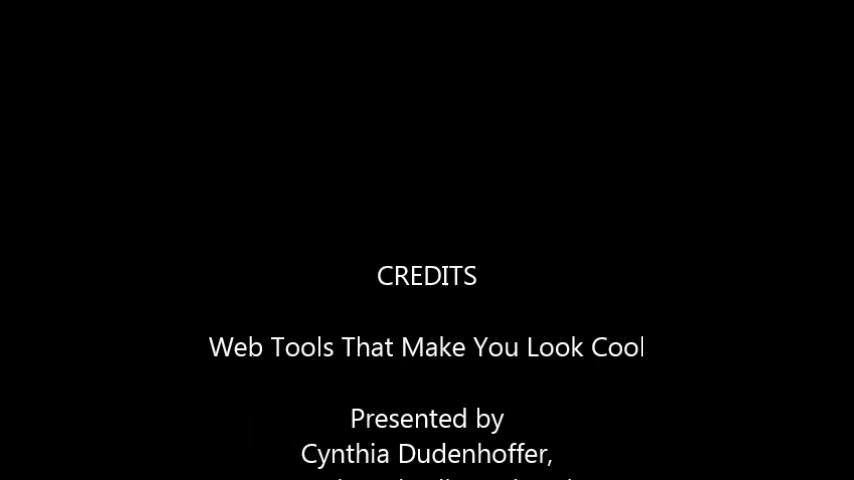 CREDITS
Web Tools That Make You Look Cool
Presented by
Cynthia Dudenhoffer,